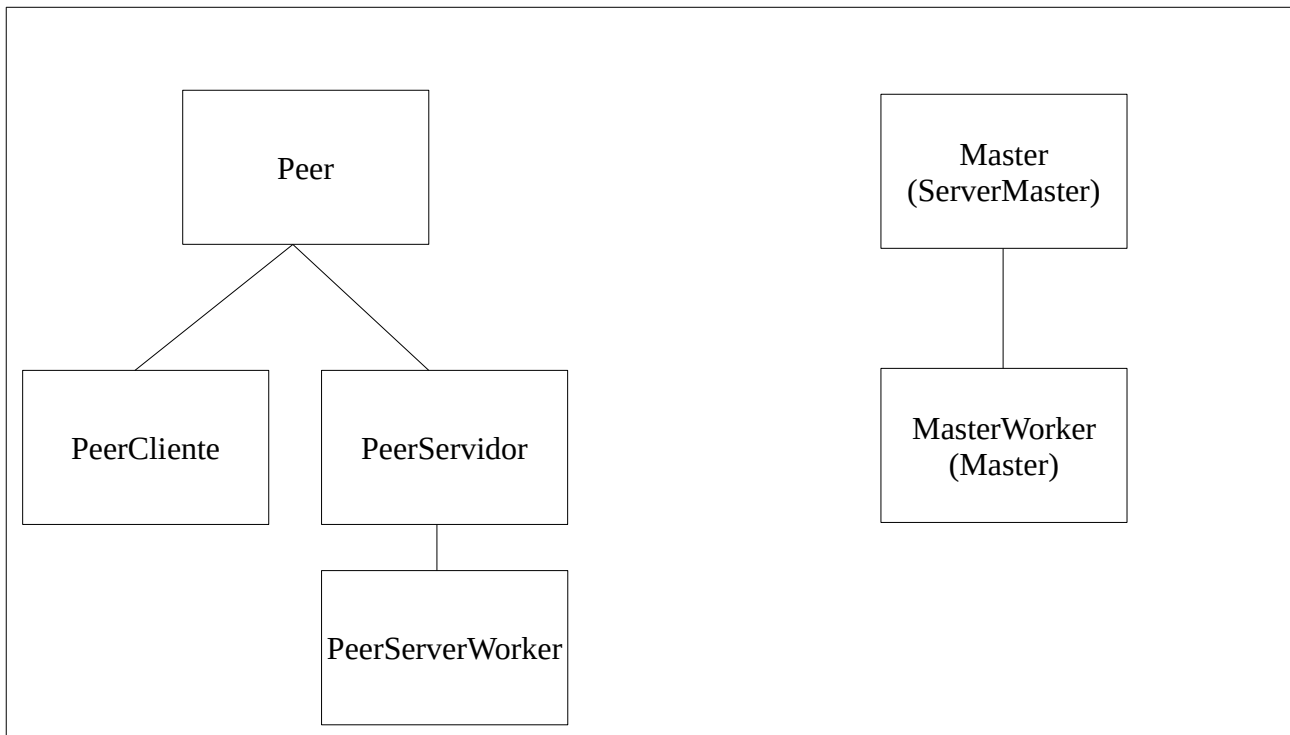 Peer
Master
(ServerMaster)
PeerCliente
PeerServidor
MasterWorker
(Master)
PeerServerWorker